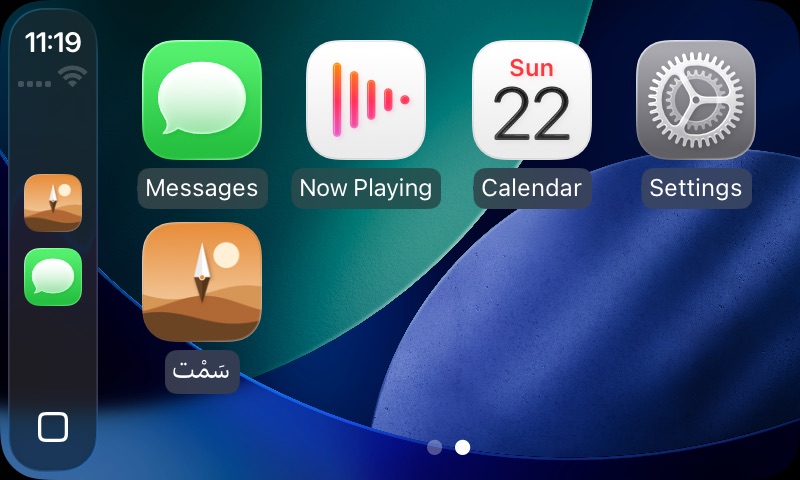 11:19
Messages
Now Playing
Sun
22
Calendar
Settings
سَمْت